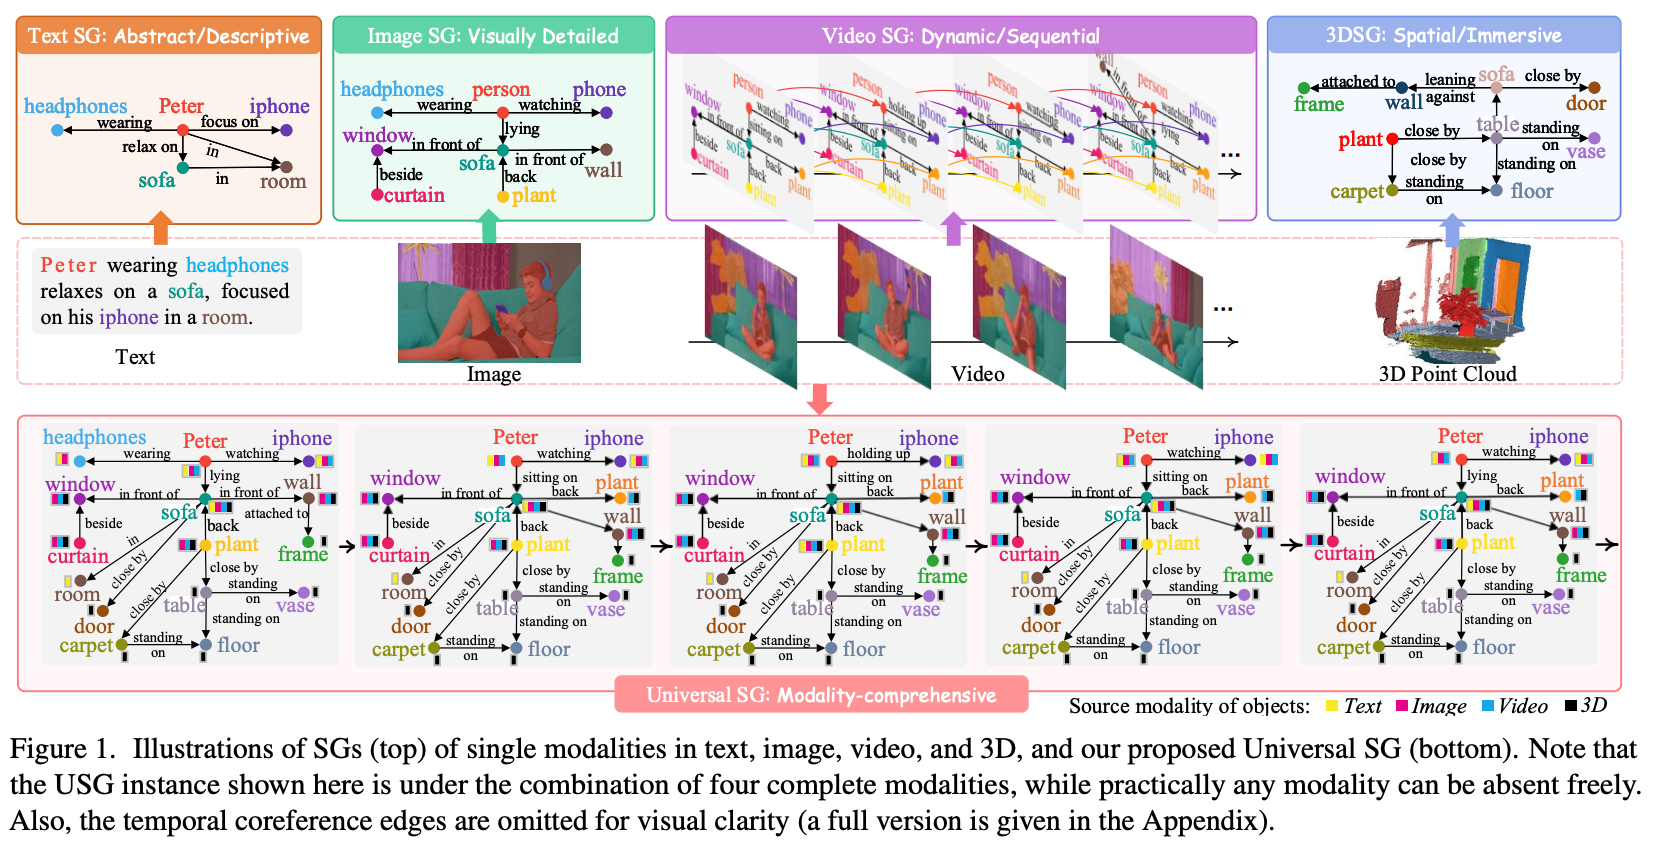 Text SG: Abstract/Descriptive
headphones Peter iphone
wearing focus on
relax on in
sofa in room
Image SG: Visually Detailed
headphones person phone
wearing watching
lying
window in front of sofa in front of wall
beside back
curtain plant
Video SG: Dynamic/Sequential
window person phone watching sitting on in front of beside sofa curtain back plant plant
window person phone holding up sitting on in front of beside sofa curtain back plant plant
window person phone watching sitting on in front of beside sofa curtain back plant plant
wall in front of person window watching phone lying in front of beside sofa curtain back plant plant
...
3DSG: Spatial/Immersive
attached to leaning against sofa close by
frame wall door
table
plant close by standing on vase
close by standing on
carpet standing on floor
Peter wearing headphones
relaxes on a sofa, focused
on his iphone in a room.
Text
Image
...
Video
3D Point Cloud
headphones Peter iphone
wearing watching
lying
window in front of in front of wall
sofa attached to
beside back
curtain plant frame
in close by close by
room close by
table standing on vase
door standing on
carpet standing on floor
Peter iphone
watching
window sitting on plant
in front of back
sofa wall
beside back
curtain plant
in close by frame
room close by close by
table standing on vase
door standing on
carpet standing on floor
Peter iphone
holding up
window sitting on plant
in front of back
sofa wall
beside back
curtain plant
in close by frame
room close by close by
table standing on vase
door standing on
carpet standing on floor
Peter iphone
watching
window sitting on plant
in front of back
sofa wall
beside back
curtain plant
in close by frame
room close by close by
table standing on vase
door standing on
carpet standing on floor
Peter iphone
watching
window lying plant
in front of back
sofa wall
beside back
curtain plant
in close by frame
room close by close by
table standing on vase
door standing on
carpet standing on floor
Universal SG: Modality-comprehensive
Source modality of objects: Text Image Video 3D
Figure 1. Illustrations of SGs (top) of single modalities in text, image, video, and 3D, and our proposed Universal SG (bottom). Note that
the USG instance shown here is under the combination of four complete modalities, while practically any modality can be absent freely.
Also, the temporal coreference edges are omitted for visual clarity (a full version is given in the Appendix).